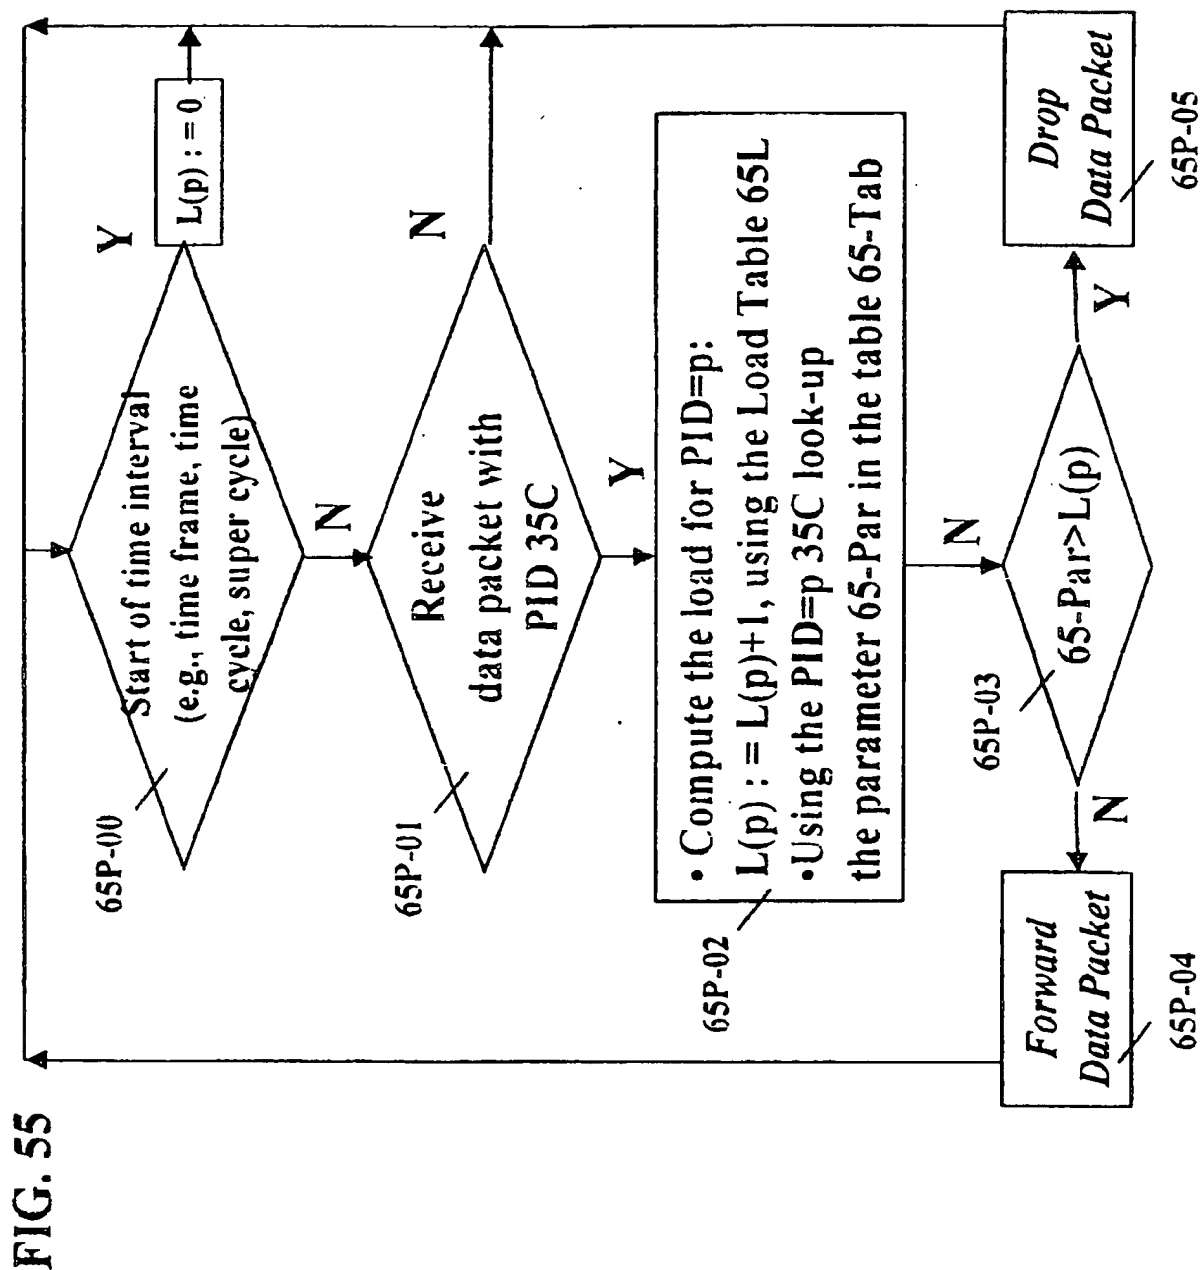 FIG. 55
Start of time interval
(e.g., time frame, time
cycle, super cycle)
65P-00
Y
L(p) : = 0
N
Receive
data packet with
PID 35C
65P-01
N
Y
• Compute the load for PID=p:
L(p) : = L(p)+1, using the Load Table 65L
•Using the PID=p 35C look-up
the parameter 65-Par in the table 65-Tab
65P-02
N
65-Par>L(p)
65P-03
N
Y
Forward
Data Packet
65P-04
Drop
Data Packet
65P-05